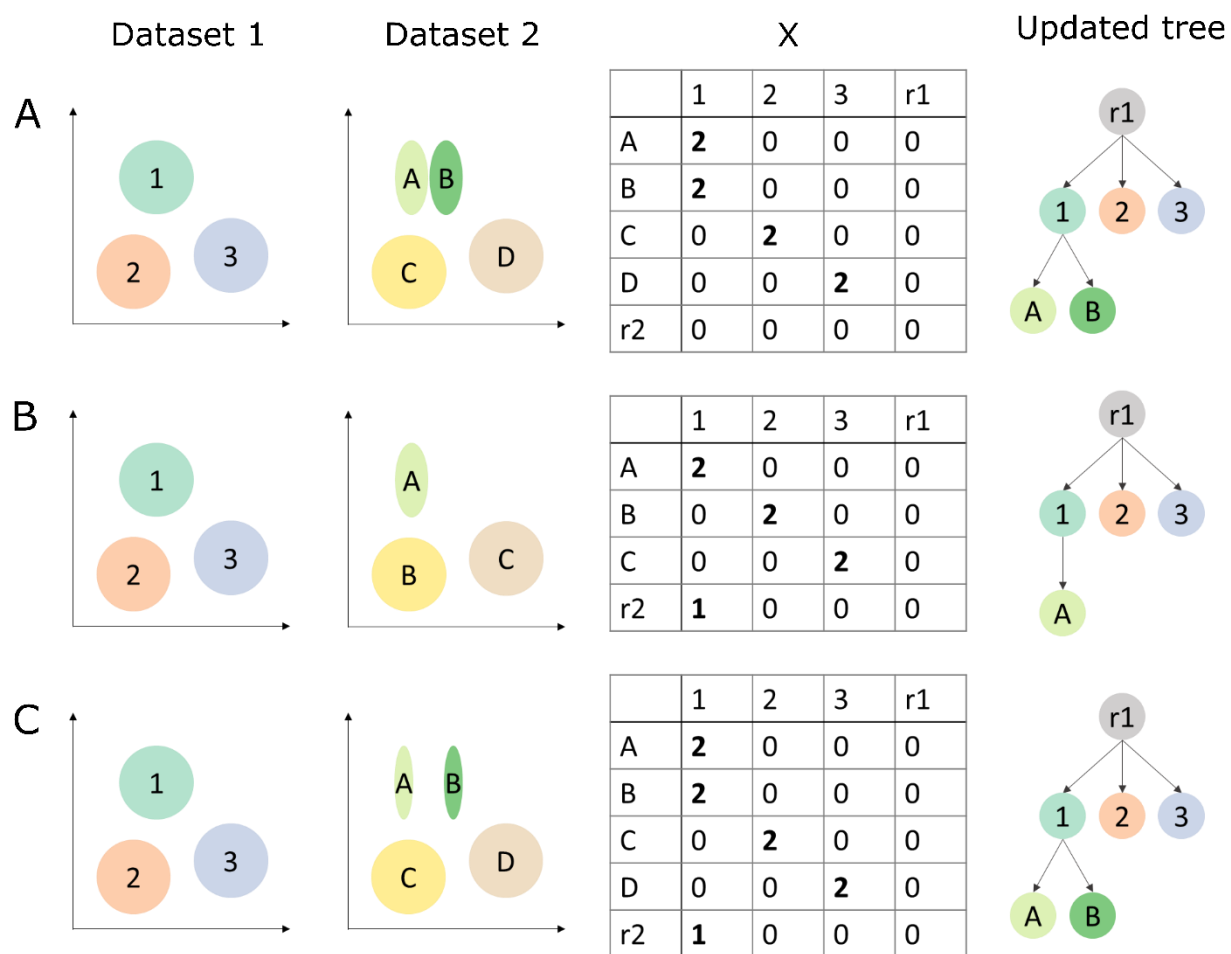 Dataset 1 Dataset 2 X Updated tree
A
1
2
3
A B
C
D
1 2 3 r1
A 2 0 0 0
B 2 0 0 0
C 0 2 0 0
D 0 0 2 0
r2 0 0 0 0
r1
1 2 3
A B
B
1
2
3
A
B
C
1 2 3 r1
A 2 0 0 0
B 0 2 0 0
C 0 0 2 0
r2 1 0 0 0
r1
1 2 3
A
C
1
2
3
A B
C
D
1 2 3 r1
A 2 0 0 0
B 2 0 0 0
C 0 2 0 0
D 0 0 2 0
r2 1 0 0 0
r1
1 2 3
A B